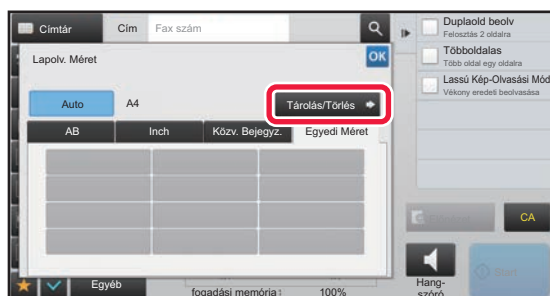 Címtár
Cím
Fax szám
Lapolv. Méret
OK
Auto
A4
Tárolás/Törlés
AB
Inch
Közv. Bejegyz.
Egyedi Méret
Egyéb
fogadási memória:
100%
Duplaold beolv
Felosztás 2 oldalra
Többoldalas
Több oldal egy oldalra
Lassú Kép-Olvasási Mód
Vékony eredeti beolvasása
CA
Start
Hang-
szóró